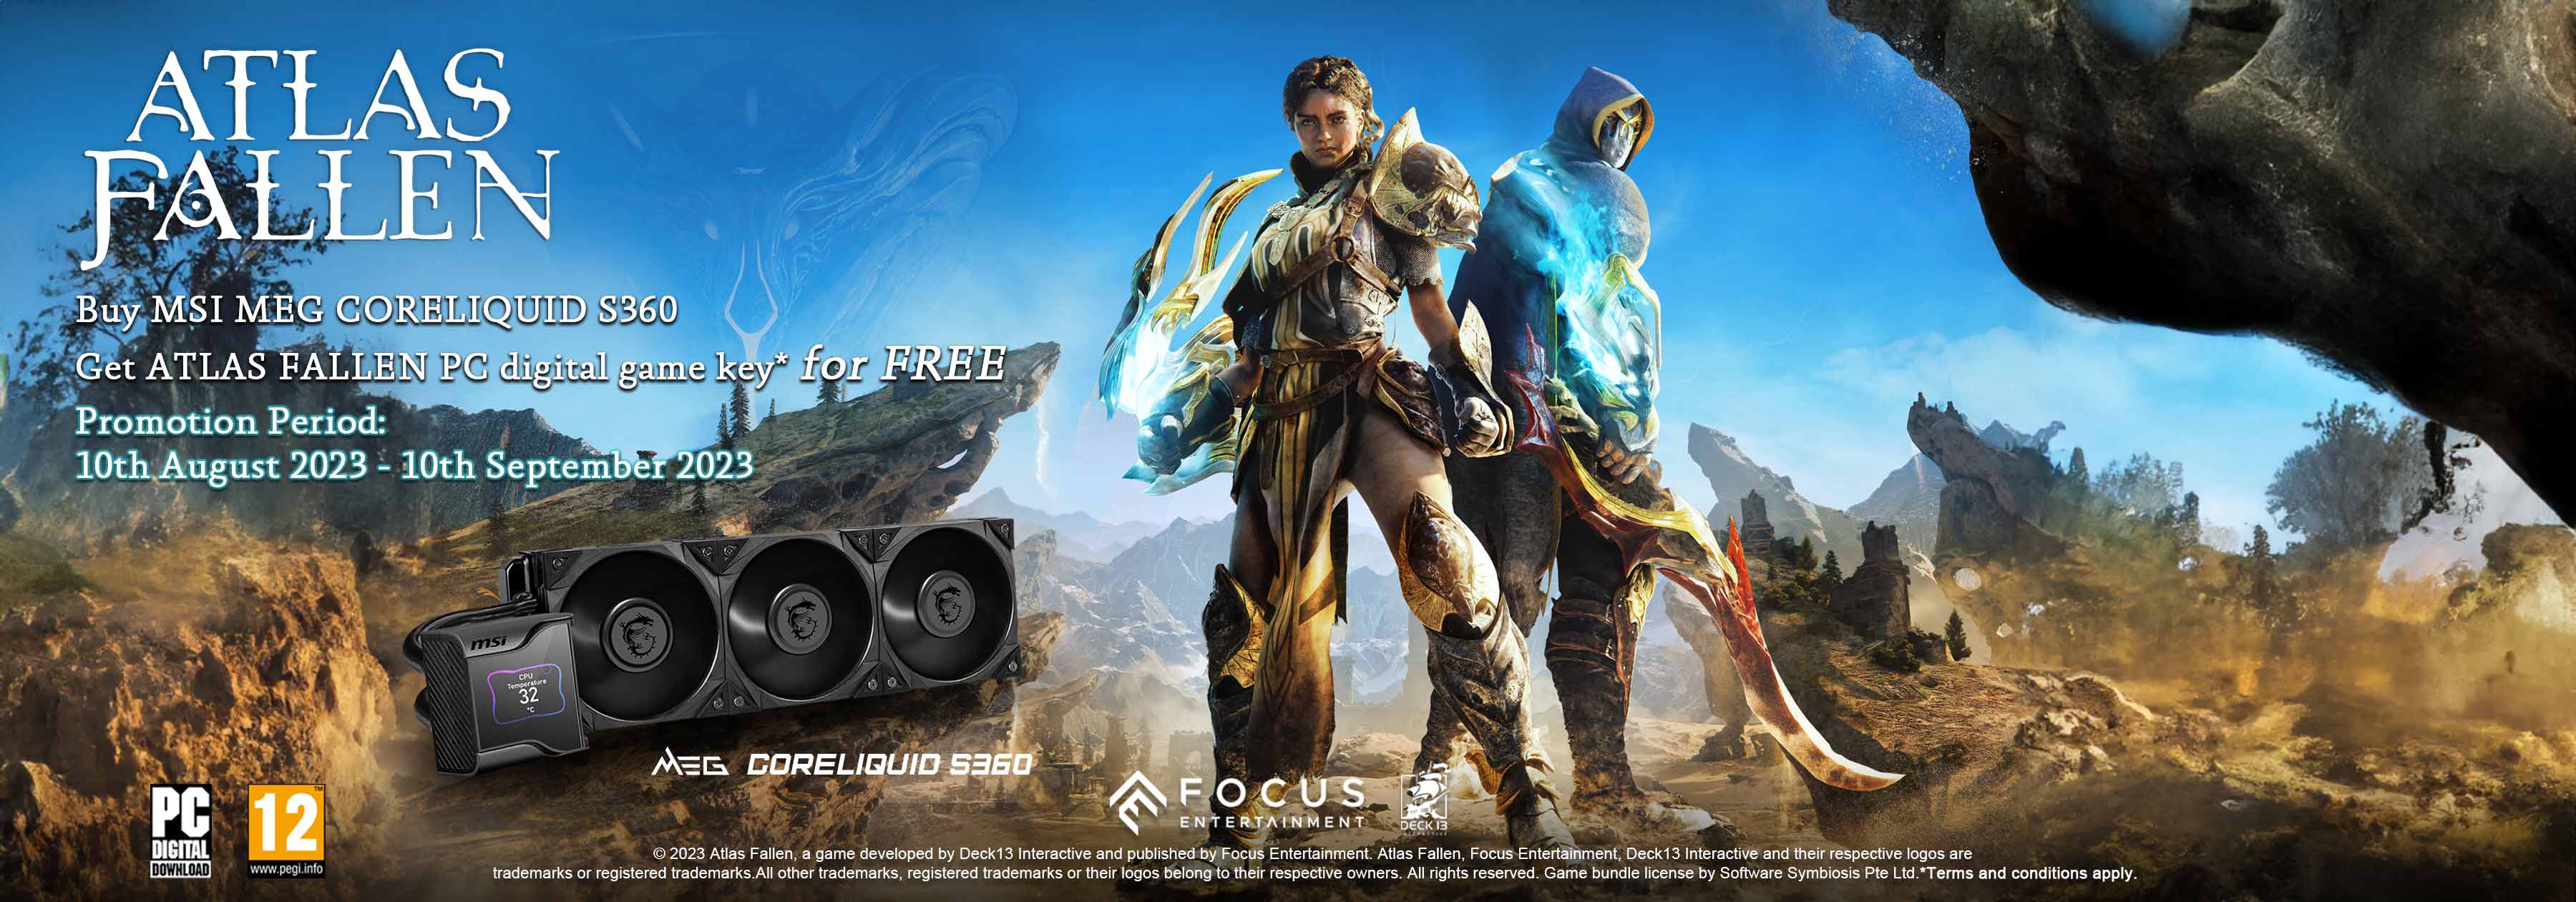 ATLAS
FALLEN
Buy MSI MEG CORELIQUID S360
Get ATLAS FALLEN PC digital game key* for FREE
Promotion Period:
10th August 2023 - 10th September 2023
msi
CPU
Temperature
32
°C
MEG CORELIQUID S360
PC
DIGITAL
DOWNLOAD
12
TM
www.pegi.info
FOCUS
ENTERTAINMENT
DECK13
INTERACTIVE
© 2023 Atlas Fallen, a game developed by Deck13 Interactive and published by Focus Entertainment. Atlas Fallen, Focus Entertainment, Deck13 Interactive and their respective logos are
trademarks or registered trademarks.All other trademarks, registered trademarks or their logos belong to their respective owners. All rights reserved. Game bundle license by Software Symbiosis Pte Ltd.*Terms and conditions apply.